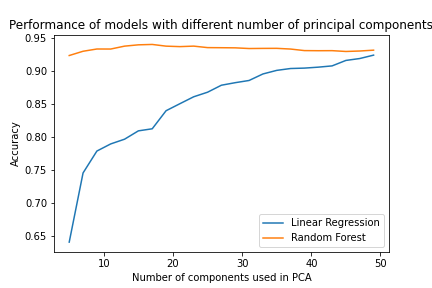 Performance of models with different number of principal components
0.95
0.90
0.85
0.80
0.75
0.70
0.65
Accuracy
Linear Regression
Random Forest
10 20 30 40 50
Number of components used in PCA